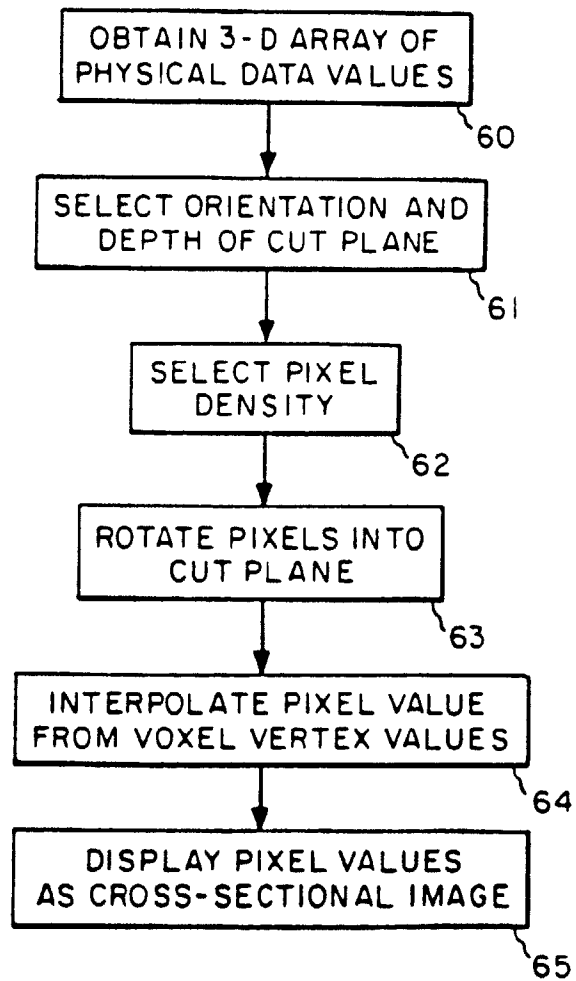 OBTAIN 3-D ARRAY OF
PHYSICAL DATA VALUES
60
SELECT ORIENTATION AND
DEPTH OF CUT PLANE
61
SELECT PIXEL
DENSITY
62
ROTATE PIXELS INTO
CUT PLANE
63
INTERPOLATE PIXEL VALUE
FROM VOXEL VERTEX VALUES
64
DISPLAY PIXEL VALUES
AS CROSS-SECTIONAL IMAGE
65